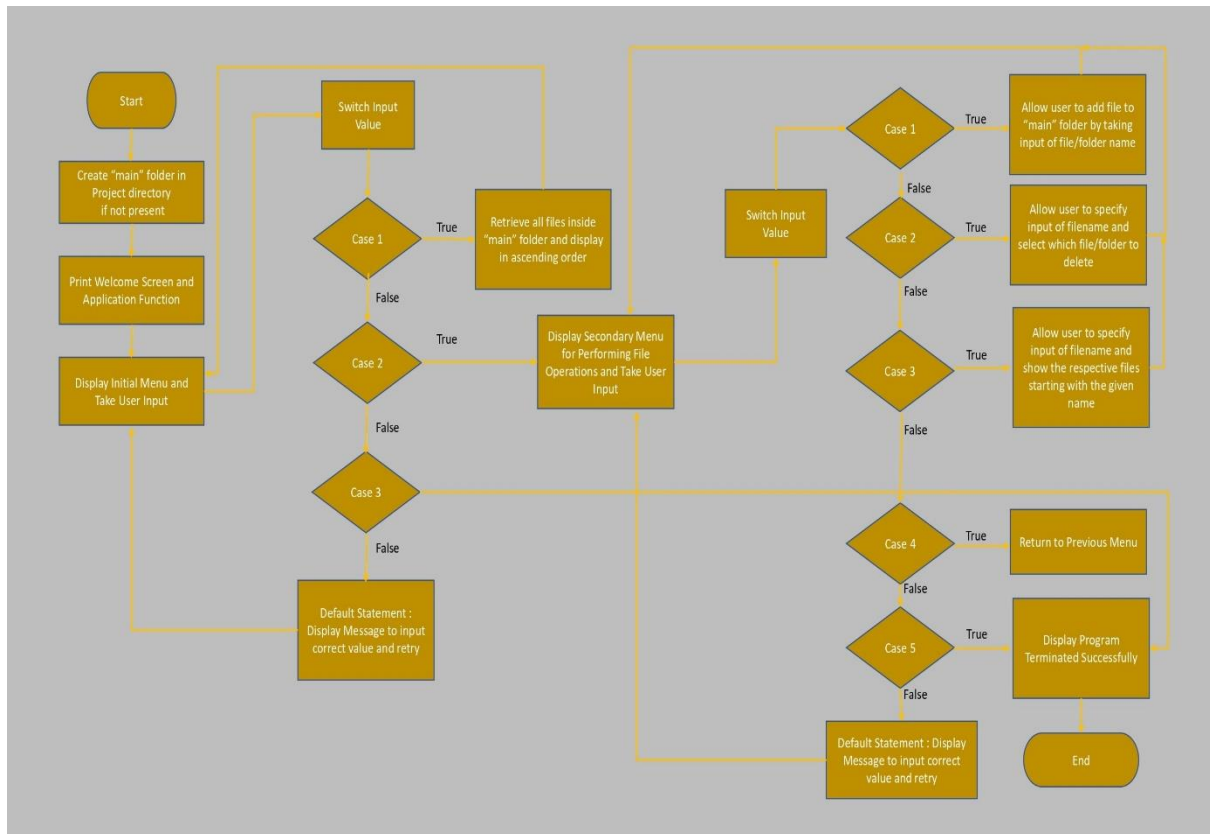 Start
Create “main” folder in
Project directory
if not present
Print Welcome Screen and
Application Function
Display Initial Menu and
Take User Input
Switch Input
Value
Case 1
True
Retrieve all files inside
“main” folder and display
in ascending order
False
Case 2
True
Display Secondary Menu
for Performing File
Operations and Take User
Input
False
Case 3
False
Default Statement :
Display Message to input
correct value and retry
Switch Input
Value
Case 1
True
Allow user to add file to
“main” folder by taking
input of file/folder name
False
Case 2
True
Allow user to specify
input of filename and
select which file/folder to
delete
False
Case 3
True
Allow user to specify
input of filename and
show the respective files
starting with the given
name
False
Case 4
True
Return to Previous Menu
False
Case 5
True
Display Program
Terminated Successfully
False
Default Statement : Display
Message to input correct
value and retry
End